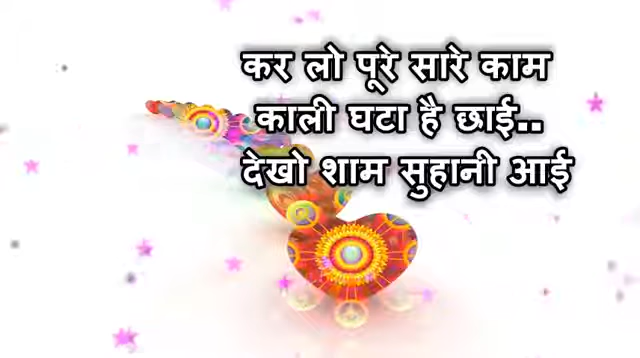 कर लो पूरे सारे काम
काली घटा है छाई..
देखो शाम सुहानी आई